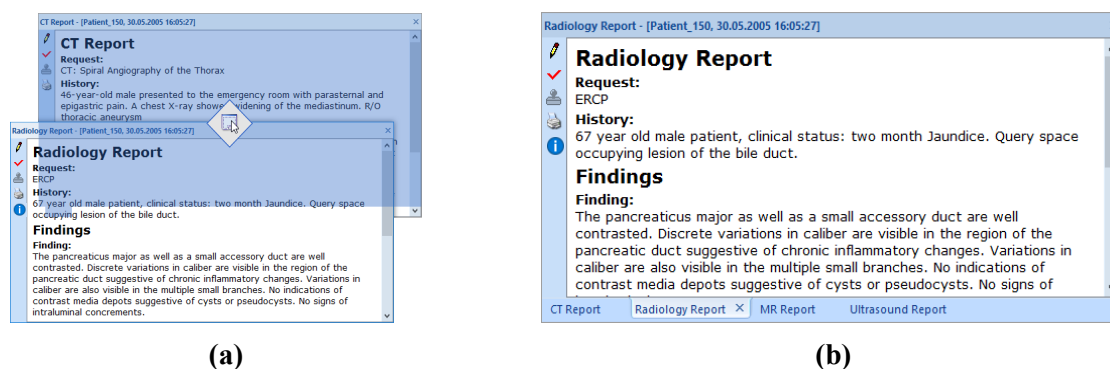 CT Report - [Patient_150, 30.05.2005 16:05:27]
CT Report
Request:
CT: Spiral Angiography of the Thorax
History:
46-year-old male presented to the emergency room with parasternal and
epigastric pain. A chest X-ray showed widening of the mediastinum. R/O
thoracic aneurysm
Radiology Report - [Patient_150, 30.05.2005 16:05:27]
Radiology Report
Request:
ERCP
History:
67 year old male patient, clinical status: two month Jaundice. Query space
occupying lesion of the bile duct.
Findings
Finding:
The pancreaticus major as well as a small accessory duct are well
contrasted. Discrete variations in caliber are visible in the region of the
pancreatic duct suggestive of chronic inflammatory changes. Variations in
caliber are also visible in the multiple small branches. No indications of
contrast media depots suggestive of cysts or pseudocysts. No signs of
intraluminal concrements.
(a)
Radiology Report - [Patient_150, 30.05.2005 16:05:27]
Radiology Report
Request:
ERCP
History:
67 year old male patient, clinical status: two month Jaundice. Query space
occupying lesion of the bile duct.
Findings
Finding:
The pancreaticus major as well as a small accessory duct are well
contrasted. Discrete variations in caliber are visible in the region of the
pancreatic duct suggestive of chronic inflammatory changes. Variations in
caliber are also visible in the multiple small branches. No indications of
contrast media depots suggestive of cysts or pseudocysts. No signs of
CT Report Radiology Report MR Report Ultrasound Report
(b)